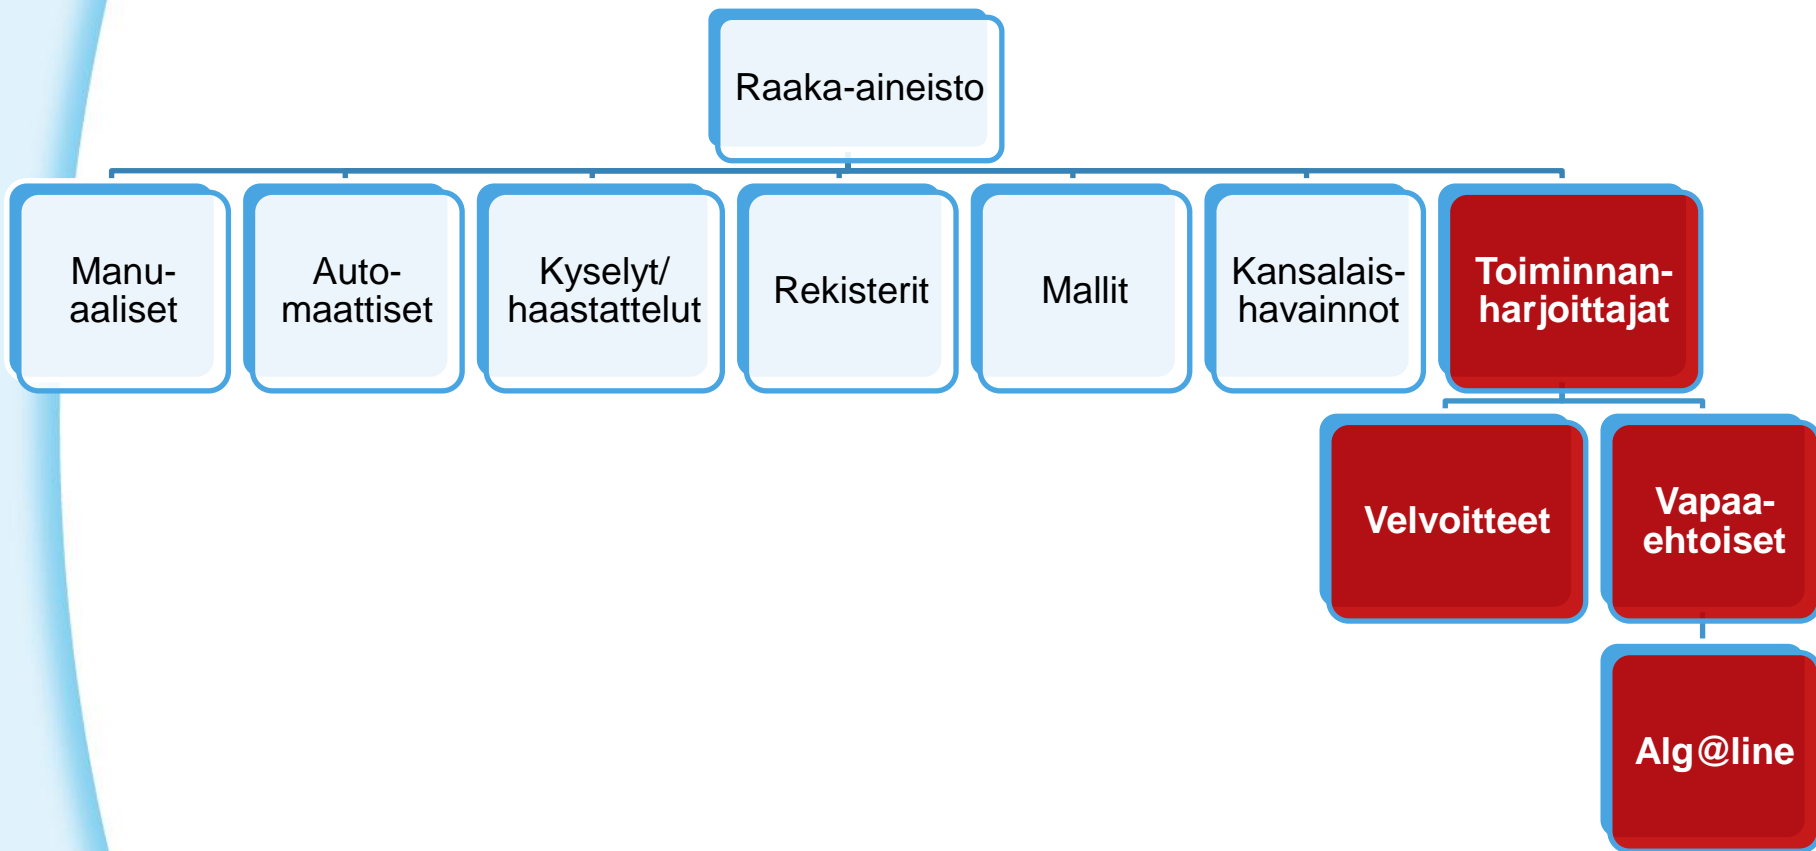 Raaka-aineisto
Manu-
aaliset
Auto-
maattiset
Kyselyt/
haastattelut
Rekisterit
Mallit
Kansalais-
havainnot
Toiminnan-
harjoittajat
Velvoitteet
Vapaa-
ehtoiset
Alg@line